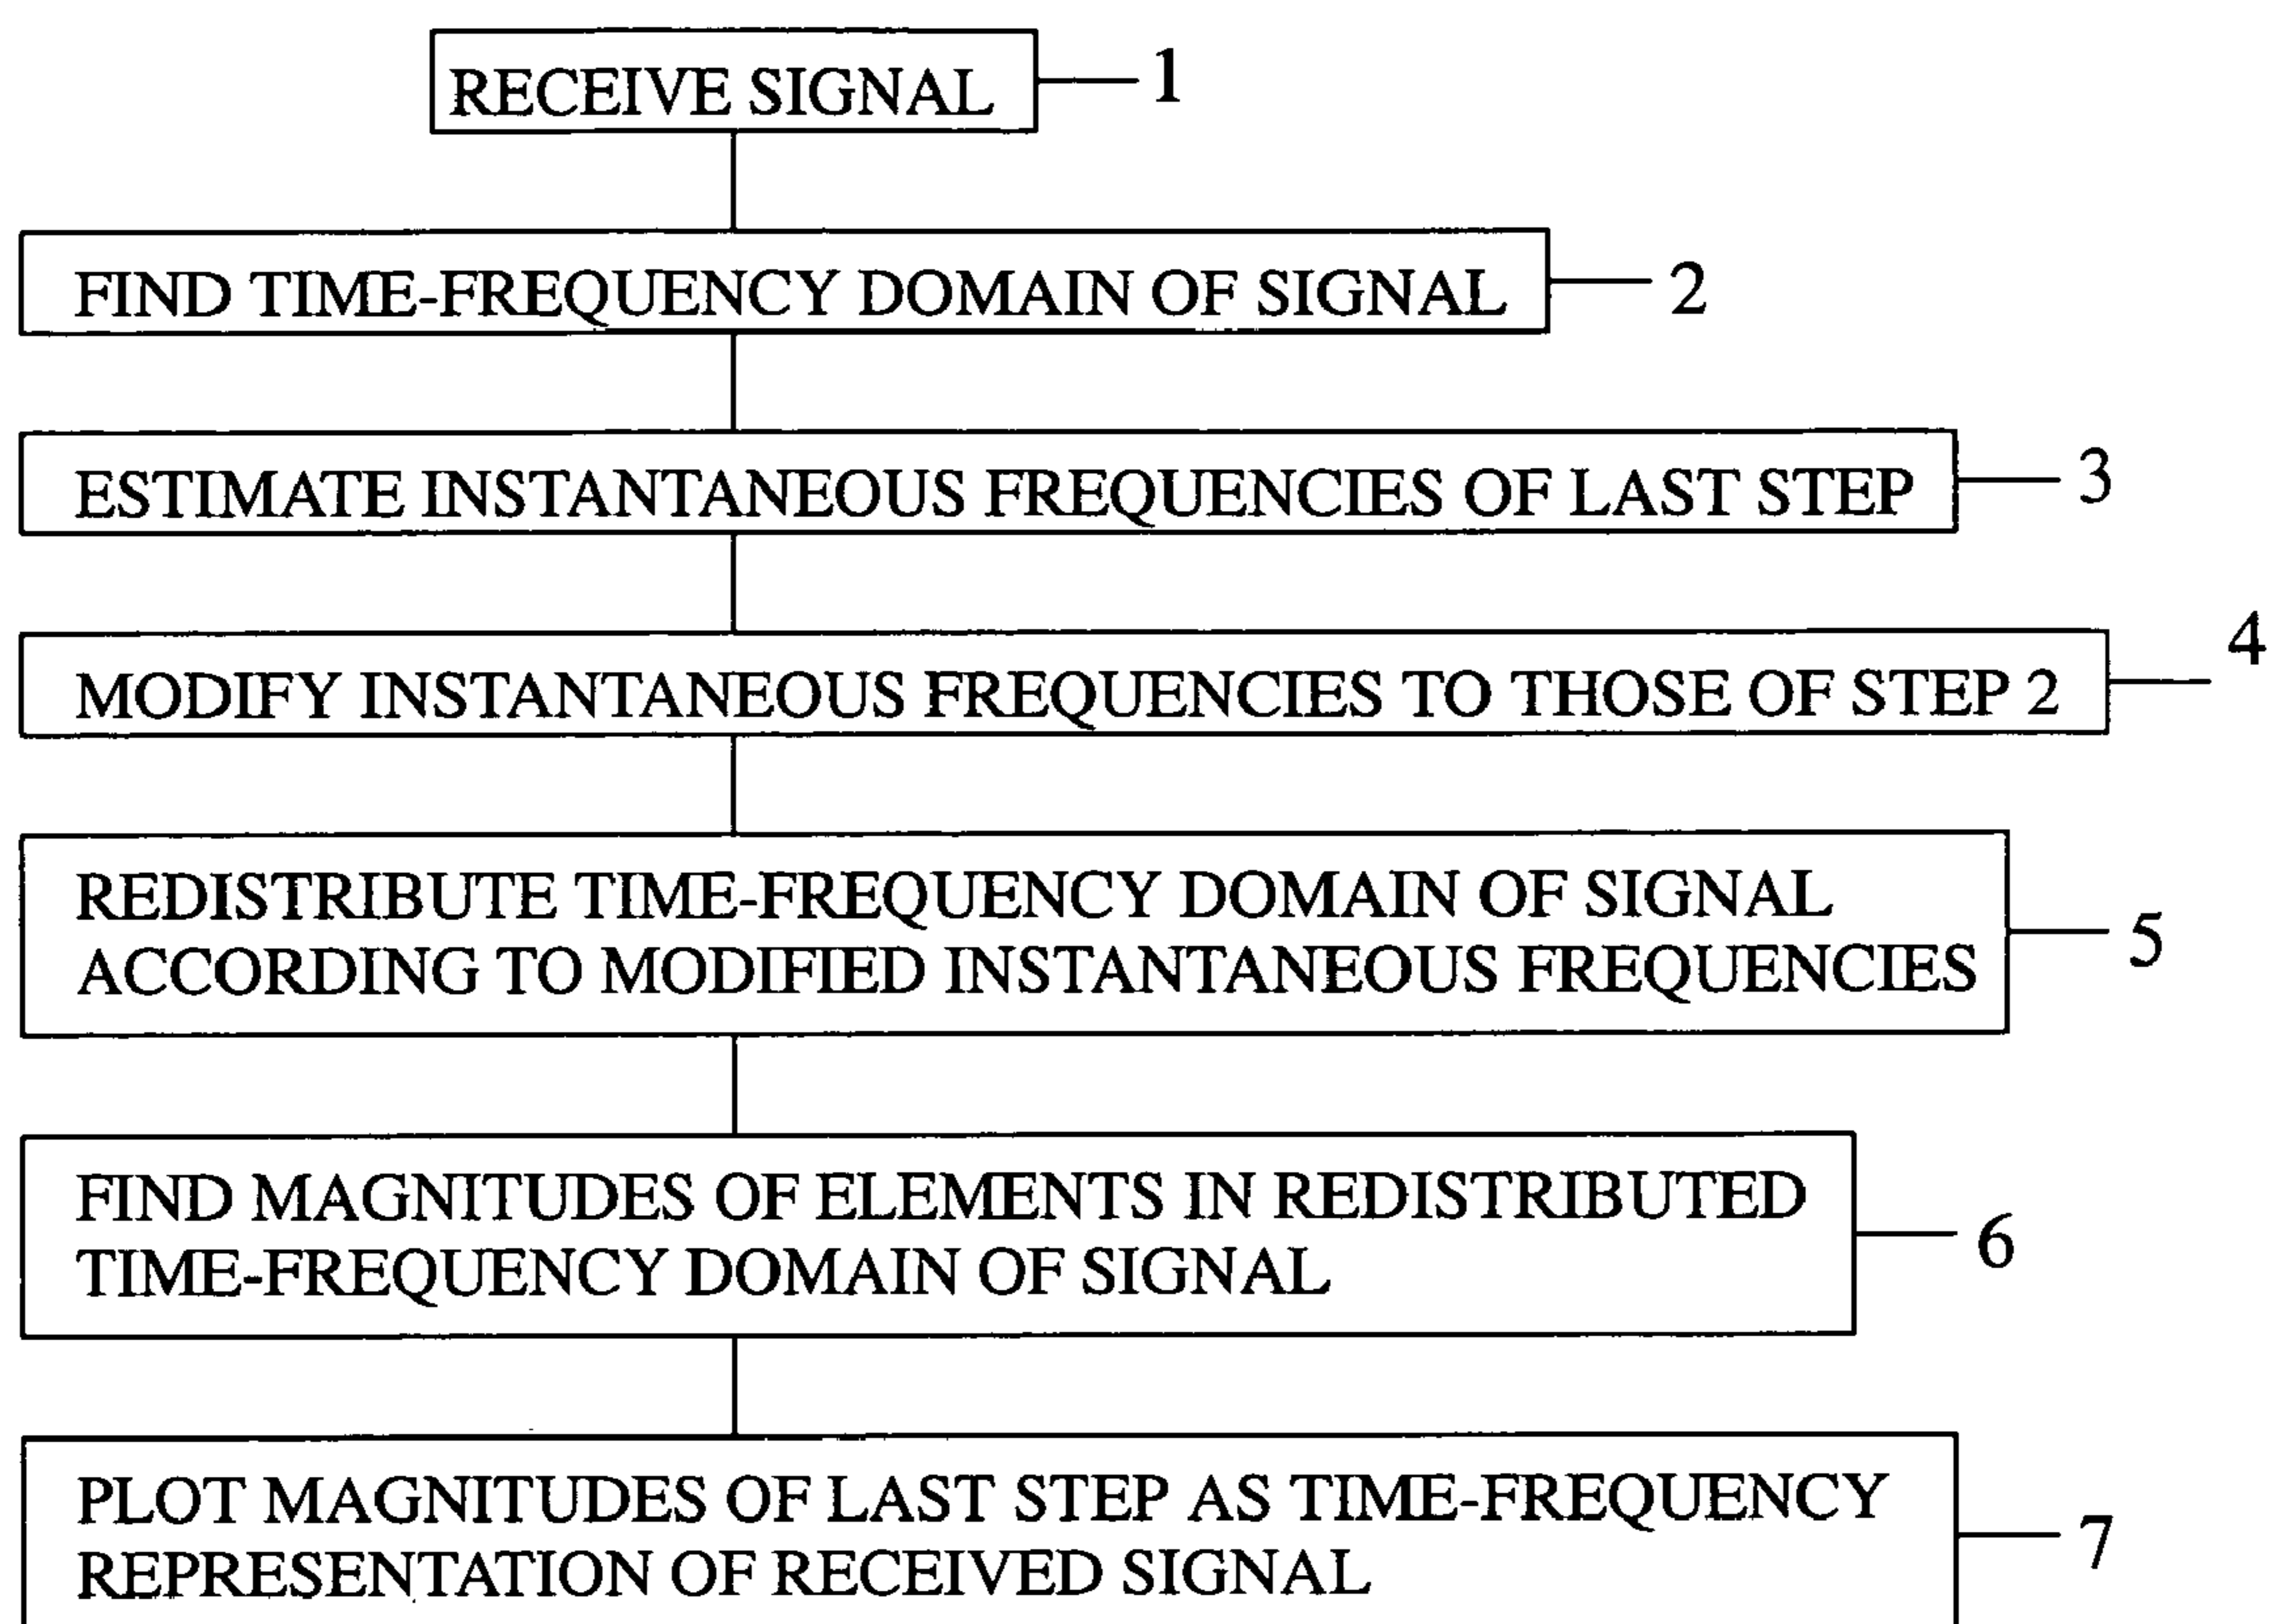 RECEIVE SIGNAL 1
FIND TIME-FREQUENCY DOMAIN OF SIGNAL 2
ESTIMATE INSTANTANEOUS FREQUENCIES OF LAST STEP 3
MODIFY INSTANTANEOUS FREQUENCIES TO THOSE OF STEP 2 4
REDISTRIBUTE TIME-FREQUENCY DOMAIN OF SIGNAL
ACCORDING TO MODIFIED INSTANTANEOUS FREQUENCIES 5
FIND MAGNITUDES OF ELEMENTS IN REDISTRIBUTED
TIME-FREQUENCY DOMAIN OF SIGNAL 6
PLOT MAGNITUDES OF LAST STEP AS TIME-FREQUENCY
REPRESENTATION OF RECEIVED SIGNAL 7